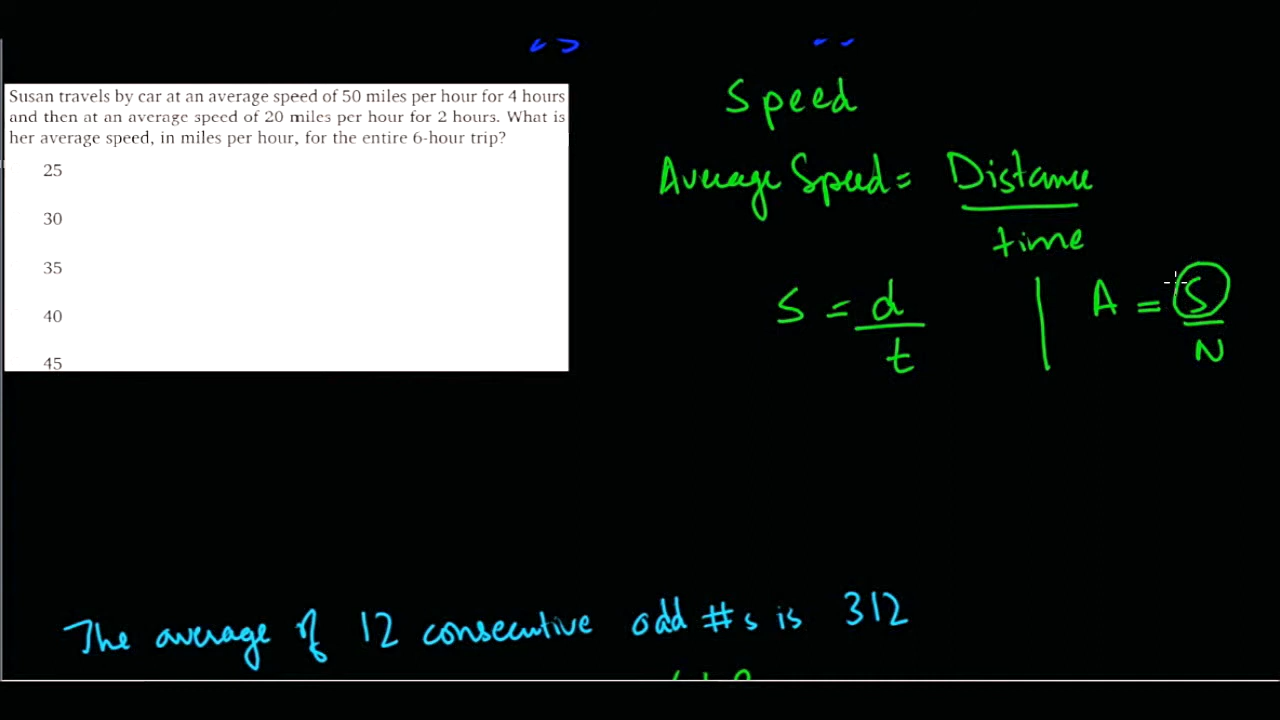 Speed
Susan travels by car at an average speed of 50 miles per hour for 4 hours
and then at an average speed of 20 miles per hour for 2 hours. What is
her average speed, in miles per hour, for the entire 6-hour trip?
25
30
35
40
45
Average Speed = Distance
time
S = d
t
A = S
N
The average of 12 consecutive odd #s is 312